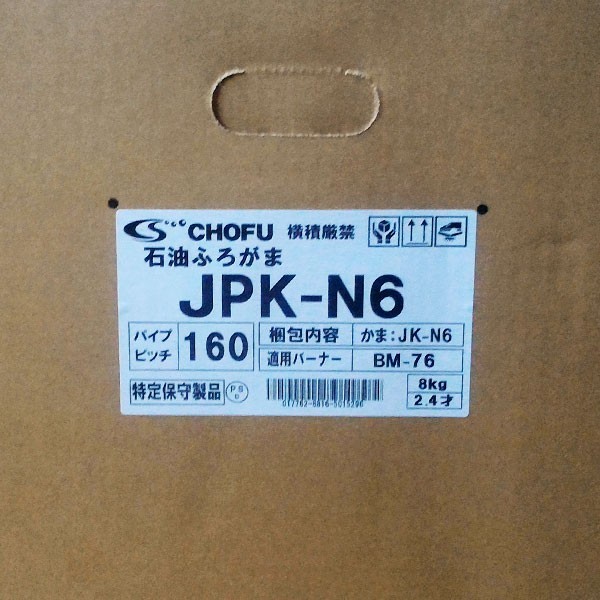 CHOFU 横積厳禁
石油ふろがま
JPK-N6
パイプ
ピッチ
160
梱包内容 かま:JK-N6
適用バーナー BM-76
特定保守製品 PS
8kg
2.4才